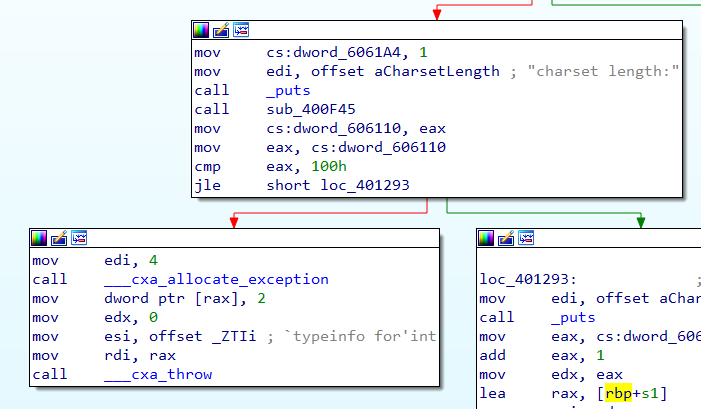 mov cs:dword_6061A4, 1
mov edi, offset aCharsetLength ; "charset length:"
call _puts
call sub_400F45
mov cs:dword_606110, eax
mov eax, cs:dword_606110
cmp eax, 100h
jle short loc_401293
mov edi, 4
call ___cxa_allocate_exception
mov dword ptr [rax], 2
mov edx, 0
mov esi, offset _ZTIi ; `typeinfo for'int
mov rdi, rax
call ___cxa_throw
loc_401293: ;
mov edi, offset aChar
call _puts
mov eax, cs:dword_606
add eax, 1
mov edx, eax
lea rax, [rbp+s1]